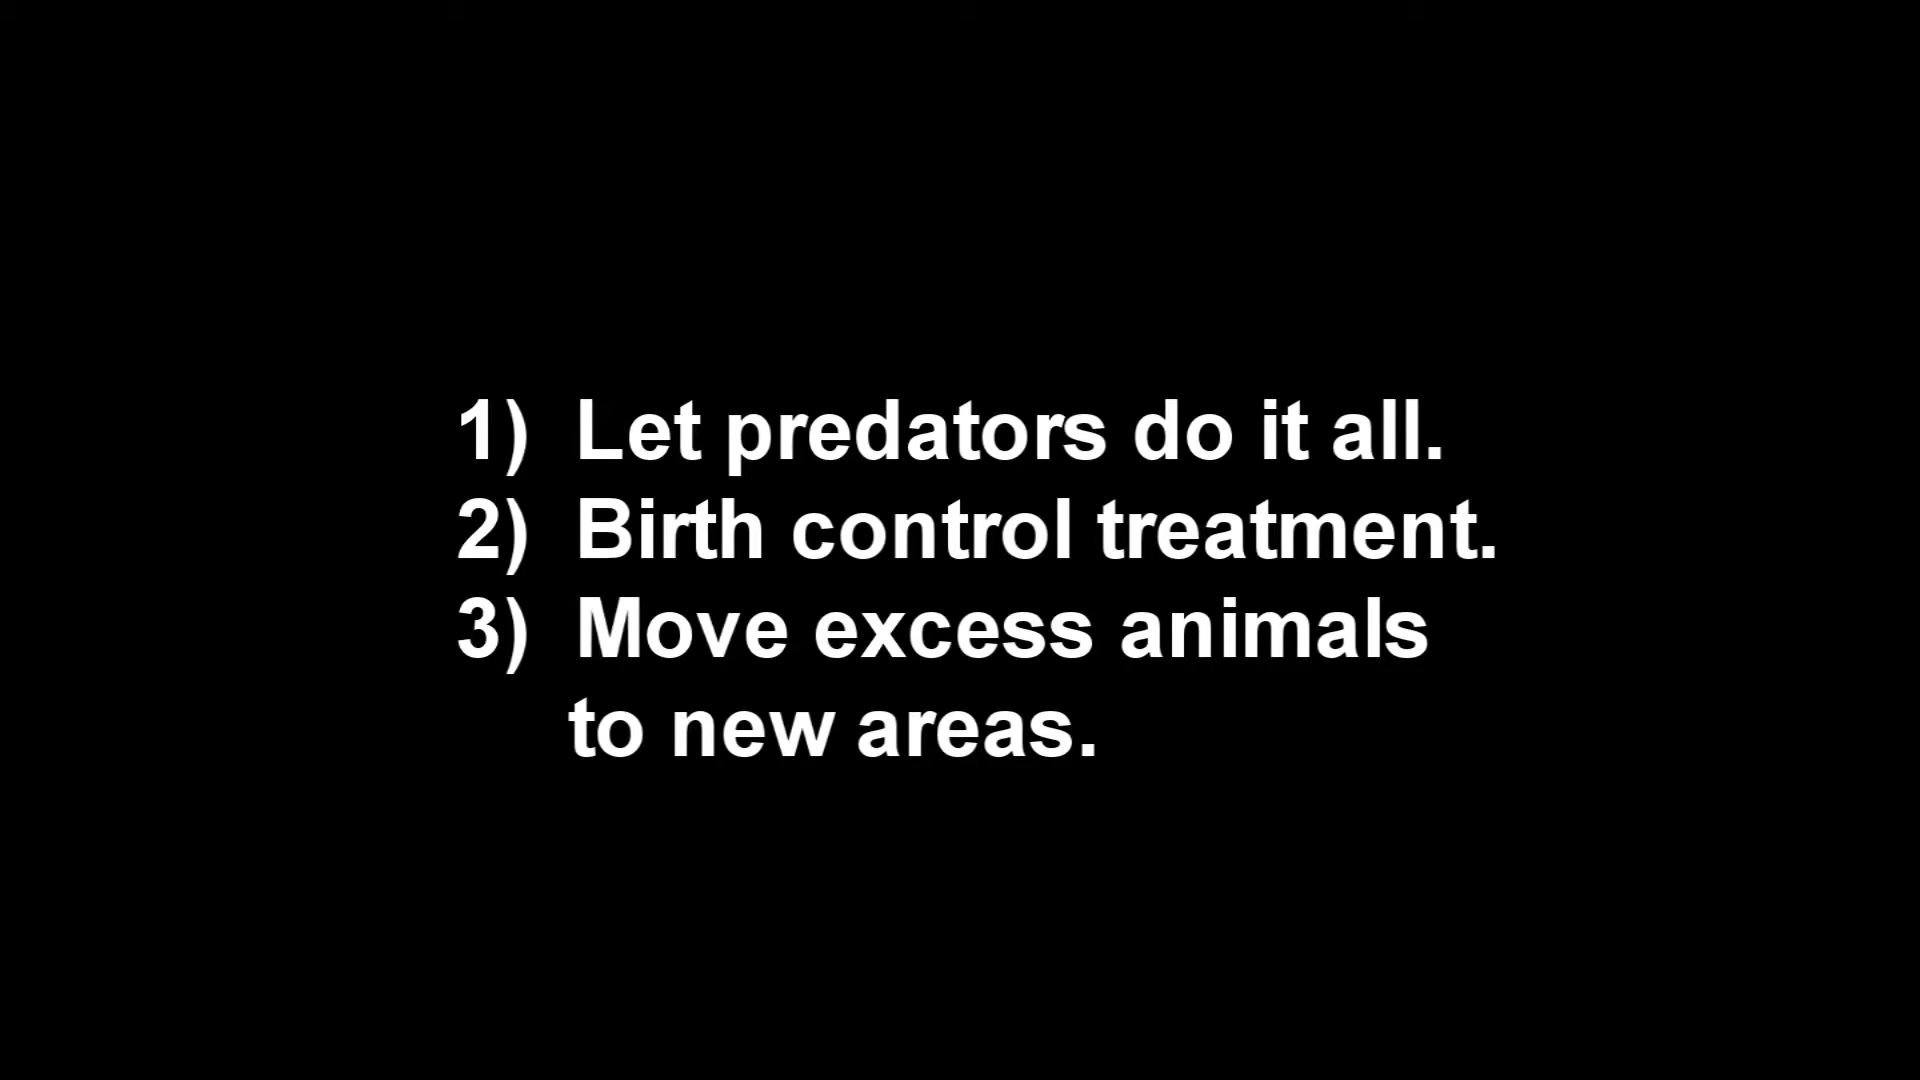 1) Let predators do it all.
2) Birth control treatment.
3) Move excess animals
to new areas.